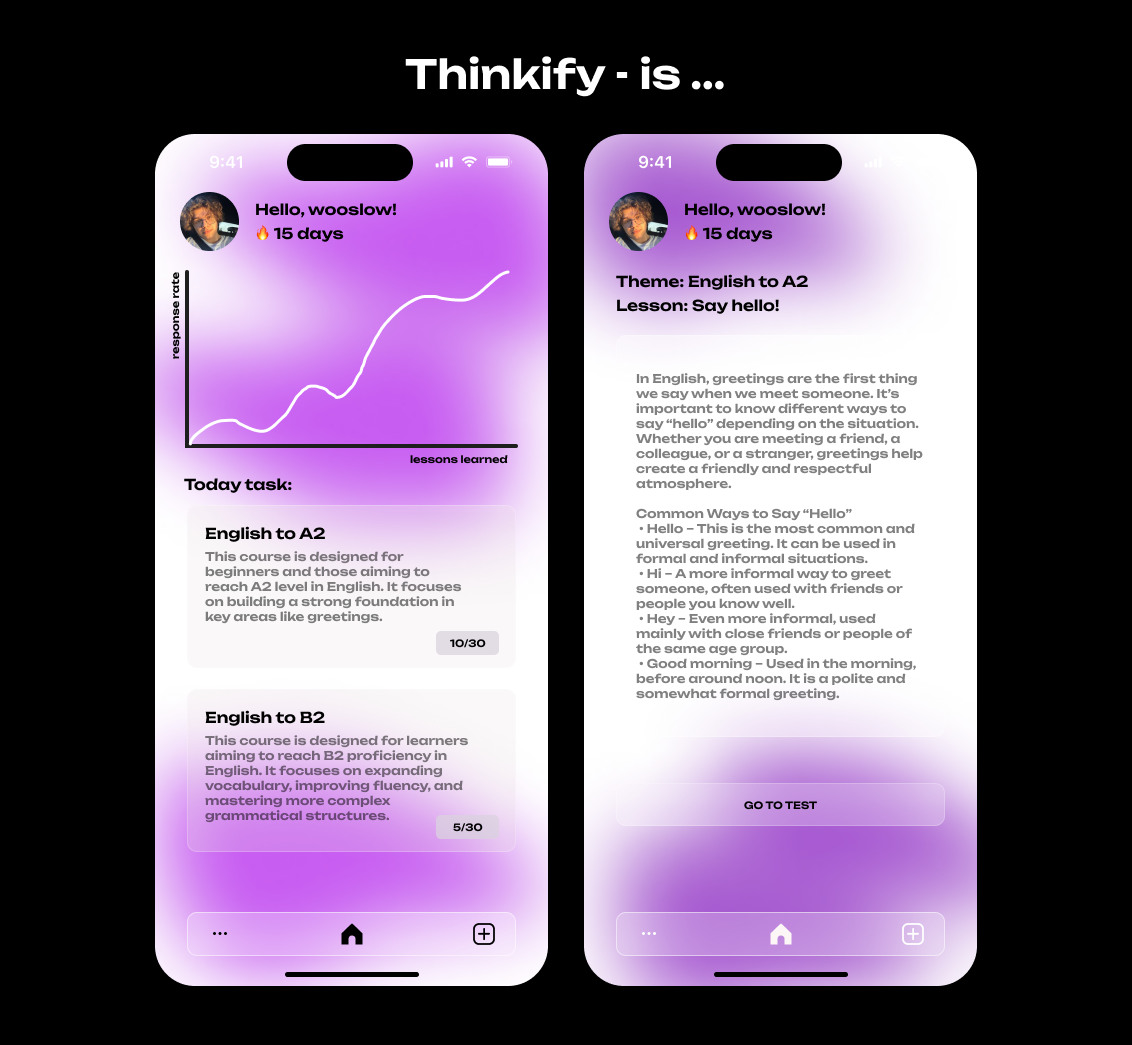 Thinkify - is ...
9:41
Hello, wooslow!
🔥 15 days
response rate
lessons learned
Today task:
English to A2
This course is designed for
beginners and those aiming to
reach A2 level in English. It focuses
on building a strong foundation in
key areas like greetings.
10/30
English to B2
This course is designed for learners
aiming to reach B2 proficiency in
English. It focuses on expanding
vocabulary, improving fluency, and
mastering more complex
grammatical structures.
5/30
9:41
Hello, wooslow!
🔥 15 days
Theme: English to A2
Lesson: Say hello!
In English, greetings are the first thing
we say when we meet someone. It’s
important to know different ways to
say “hello” depending on the situation.
Whether you are meeting a friend, a
colleague, or a stranger, greetings help
create a friendly and respectful
atmosphere.
Common Ways to Say “Hello”
• Hello – This is the most common and
universal greeting. It can be used in
formal and informal situations.
• Hi – A more informal way to greet
someone, often used with friends or
people you know well.
• Hey – Even more informal, used
mainly with close friends or people of
the same age group.
• Good morning – Used in the morning,
before around noon. It is a polite and
somewhat formal greeting.
GO TO TEST